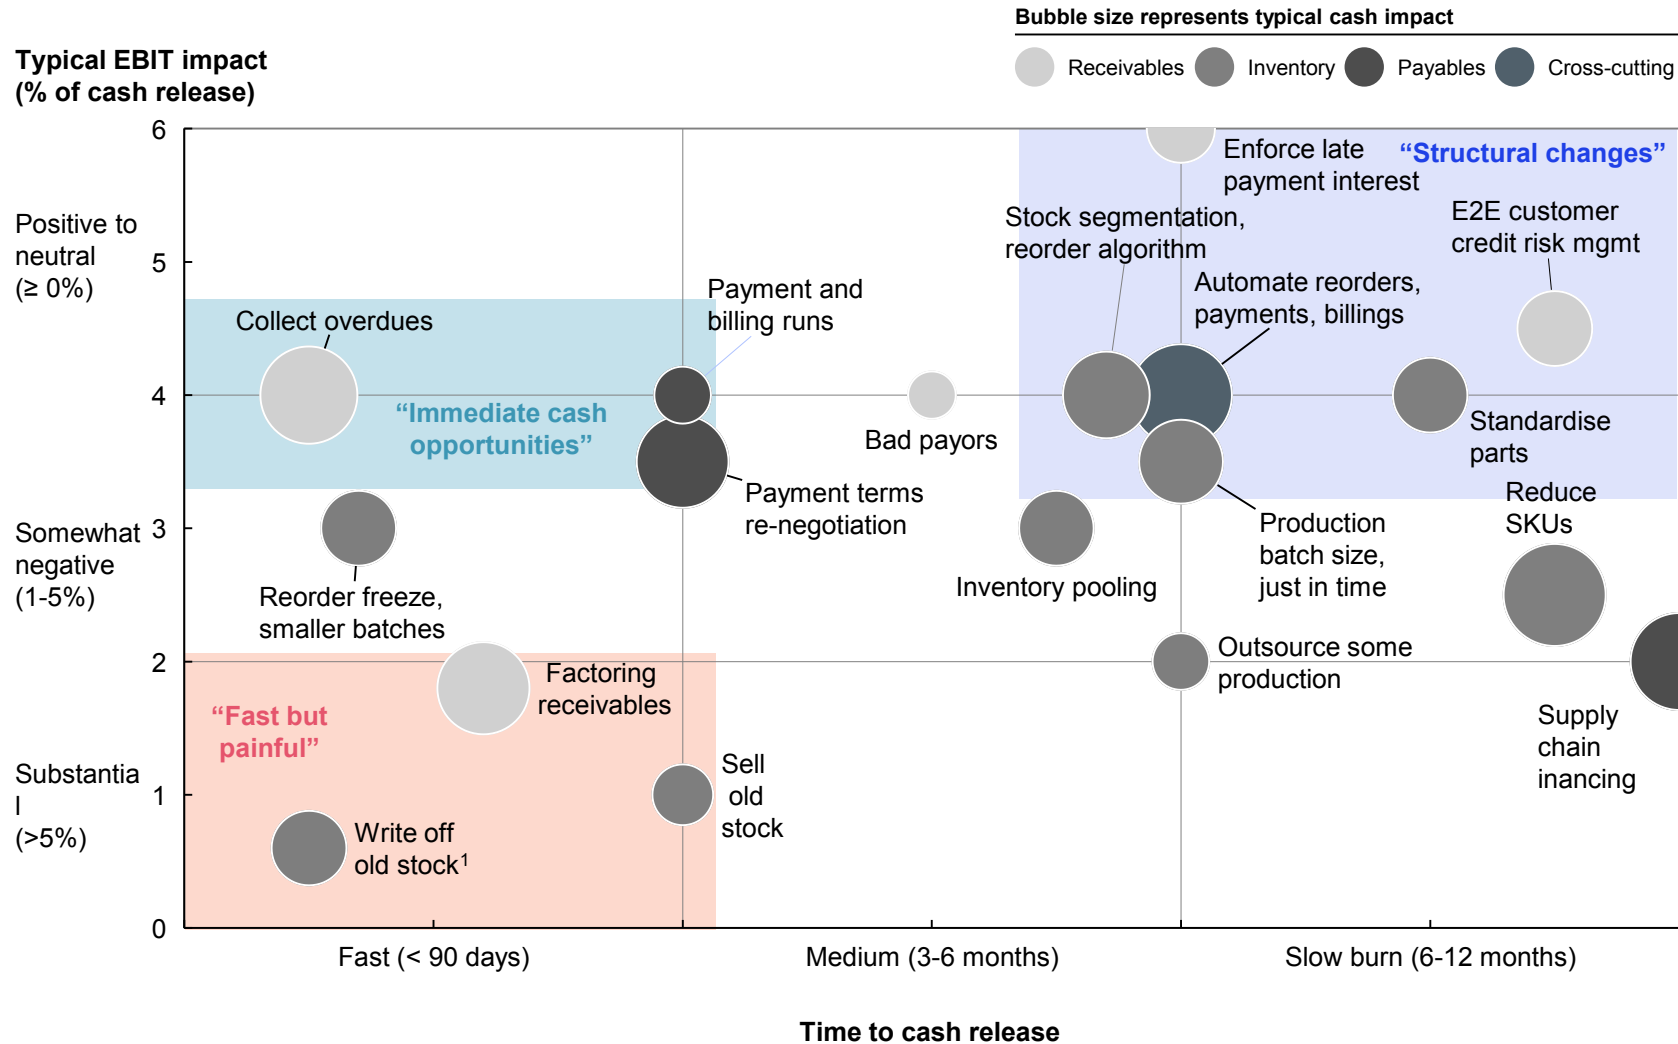 Bubble size represents typical cash impact
Receivables
Inventory
Payables
Cross-cutting
Typical EBIT impact
(% of cash release)
6
5
4
3
2
1
0
Positive to
neutral
(≥ 0%)
Somewhat
negative
(1-5%)
Substantia
l
(>5%)
Enforce late
payment interest
“Structural changes”
Stock segmentation,
reorder algorithm
E2E customer
credit risk mgmt
Automate reorders,
payments, billings
Payment and
billing runs
Collect overdues
“Immediate cash
opportunities”
Bad payors
Standardise
parts
Payment terms
re-negotiation
Reduce
SKUs
Production
batch size,
just in time
Inventory pooling
Reorder freeze,
smaller batches
Outsource some
production
Factoring
receivables
“Fast but
painful”
Supply
chain
inancing
Sell
old
stock
Write off
old stock¹
Fast (< 90 days)
Medium (3-6 months)
Slow burn (6-12 months)
Time to cash release